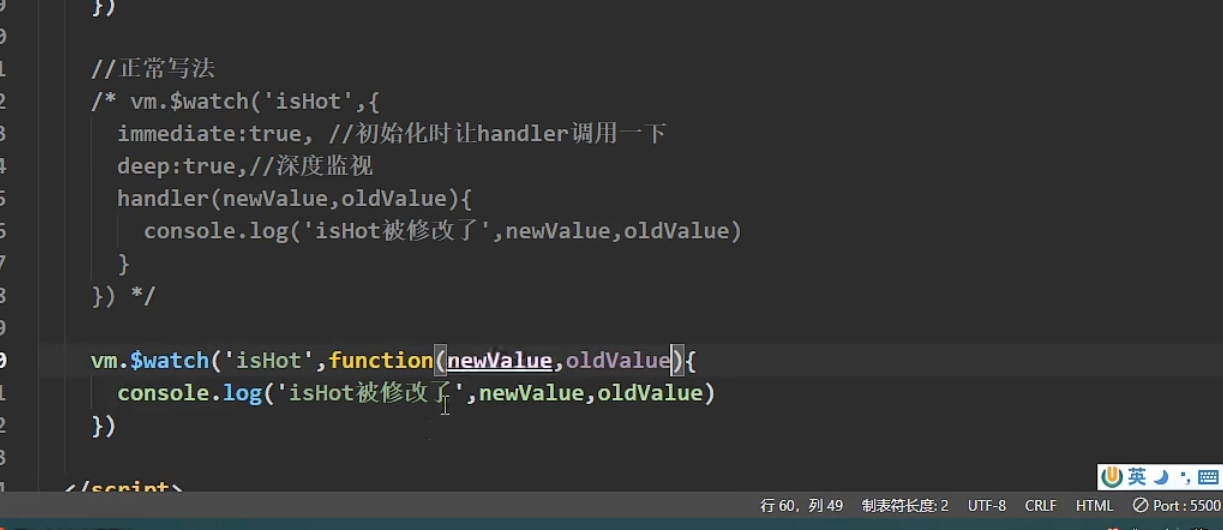 })
//正常写法
/* vm.$watch('isHot',{
immediate:true, //初始化时让handler调用一下
deep:true,//深度监视
handler(newValue,oldValue){
console.log('isHot被修改了',newValue,oldValue)
}
}) */
vm.$watch('isHot',function(newValue,oldValue){
console.log('isHot被修改了',newValue,oldValue)
})
</script>
英
行 60，列 49 制表符长度: 2 UTF-8 CRLF HTML Port : 5500